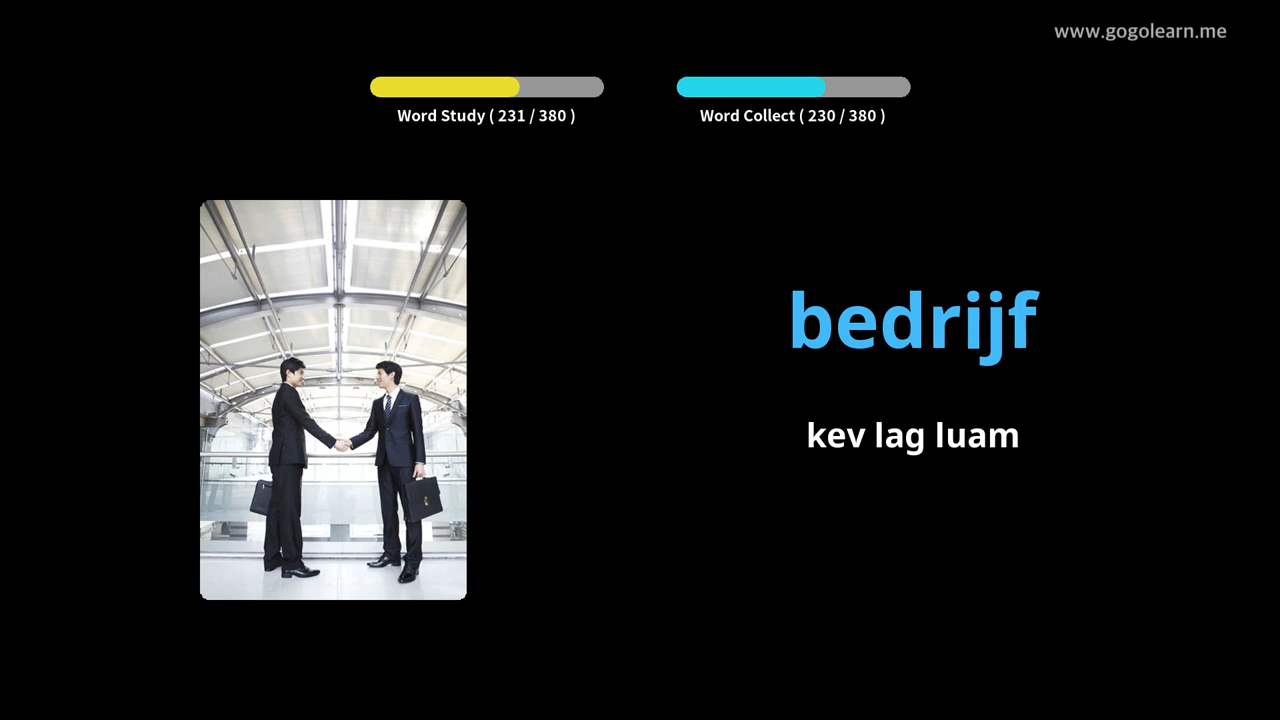 www.gogolearn.me
Word Study ( 231 / 380 )
Word Collect ( 230 / 380 )
bedrijf
kev lag luam